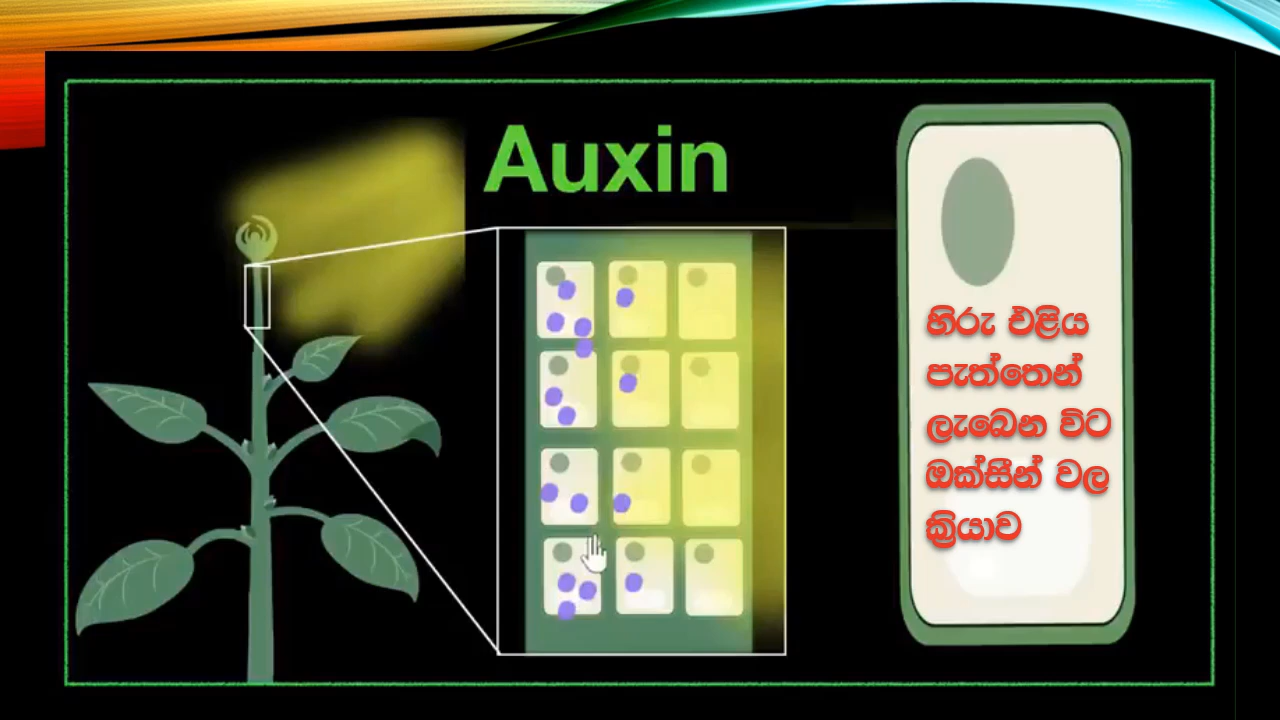 Auxin
හිරු එළිය
පැත්තෙන්
ලැබෙන විට
ඔක්සීන් වල
ක්‍රියාව